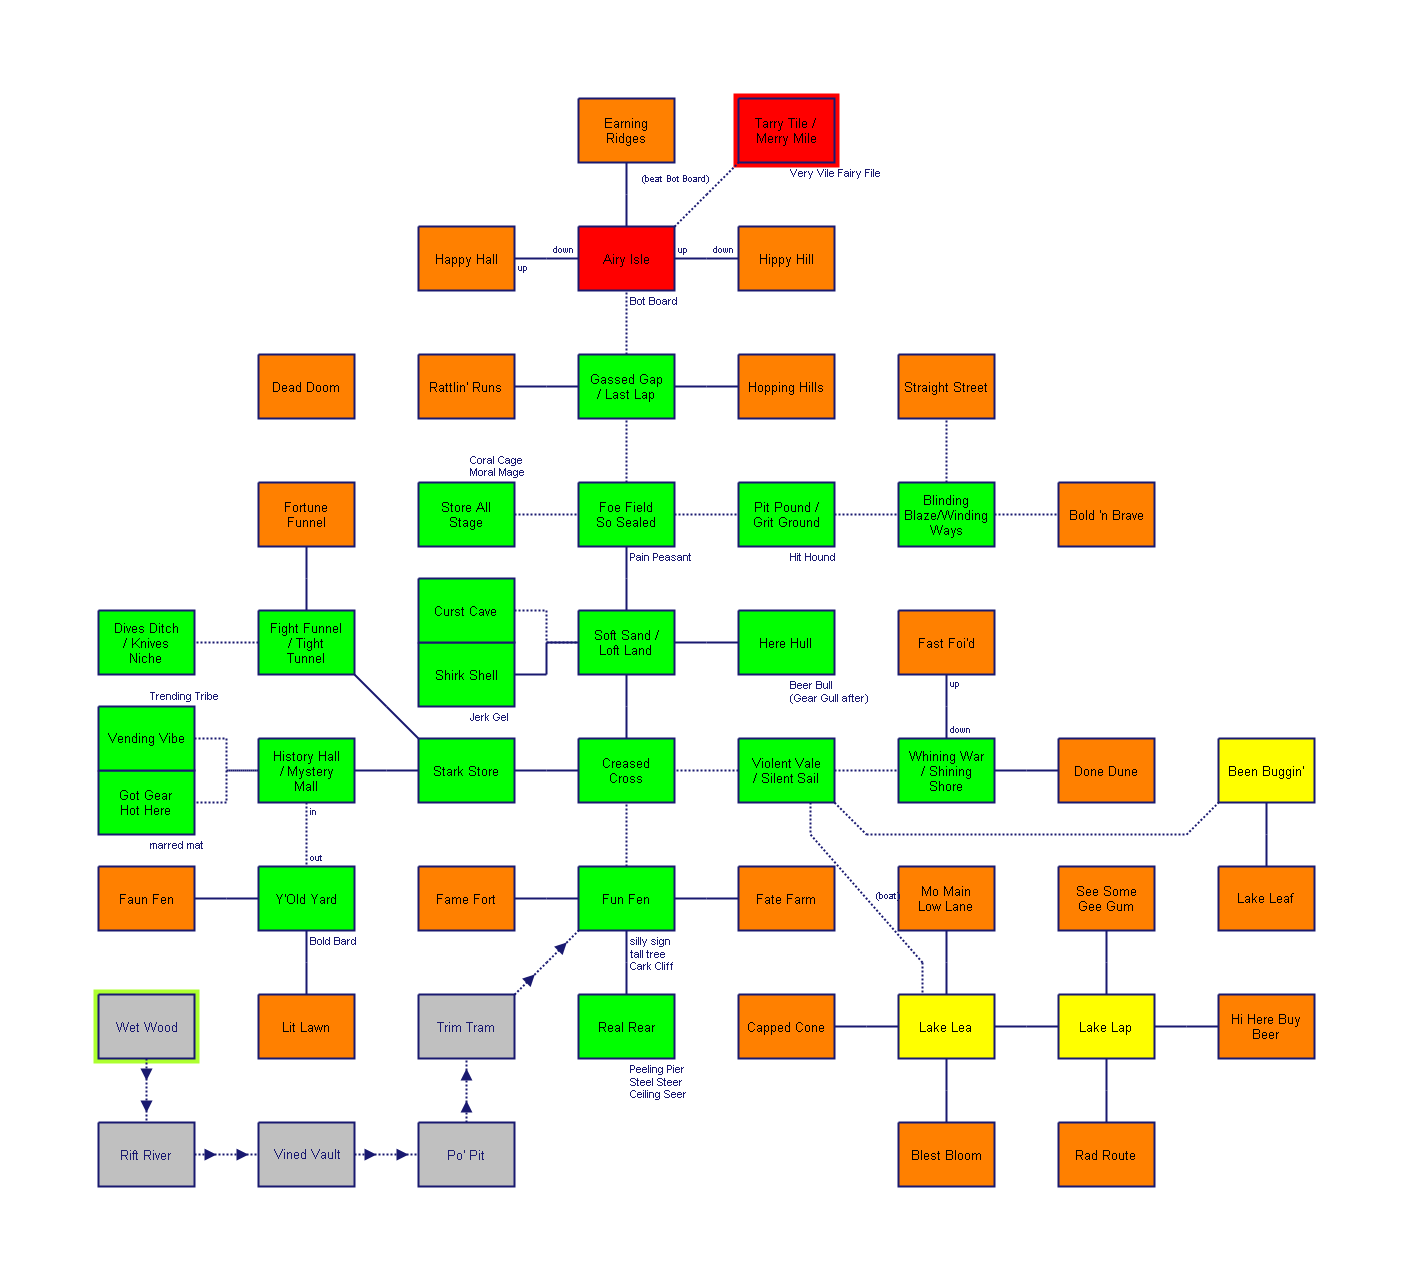 Earning
Ridges
Tarry Tile /
Merry Mile
(beat Bot Board)
Very Vile Fairy File
Happy Hall
down
up
Airy Isle
up
down
Hippy Hill
Bot Board
Dead Doom
Rattlin' Runs
Gassed Gap
/ Last Lap
Hopping Hills
Straight Street
Coral Cage
Moral Mage
Fortune
Funnel
Store All
Stage
Foe Field
So Sealed
Pit Pound /
Grit Ground
Blinding
Blaze/Winding
Ways
Bold 'n Brave
Pain Peasant
Hit Hound
Dives Ditch
/ Knives
Niche
Fight Funnel
/ Tight
Tunnel
Curst Cave
Shirk Shell
Soft Sand /
Loft Land
Here Hull
Fast Foi'd
Jerk Gel
Beer Bull
(Gear Gull after)
up
down
Trending Tribe
Vending Vibe
Got Gear
Hot Here
marred mat
History Hall
/ Mystery
Mall
Stark Store
Creased
Cross
Violent Vale
/ Silent Sail
Whining War
/ Shining
Shore
Done Dune
Been Buggin'
in
out
Faun Fen
Y'Old Yard
Fame Fort
Fun Fen
Fate Farm
(boat)
Mo Main
Low Lane
See Some
Gee Gum
Lake Leaf
Bold Bard
silly sign
tall tree
Cark Cliff
Wet Wood
Lit Lawn
Trim Tram
Real Rear
Capped Cone
Lake Lea
Lake Lap
Hi Here Buy
Beer
Peeling Pier
Steel Steer
Ceiling Seer
Rift River
Vined Vault
Po' Pit
Blest Bloom
Rad Route